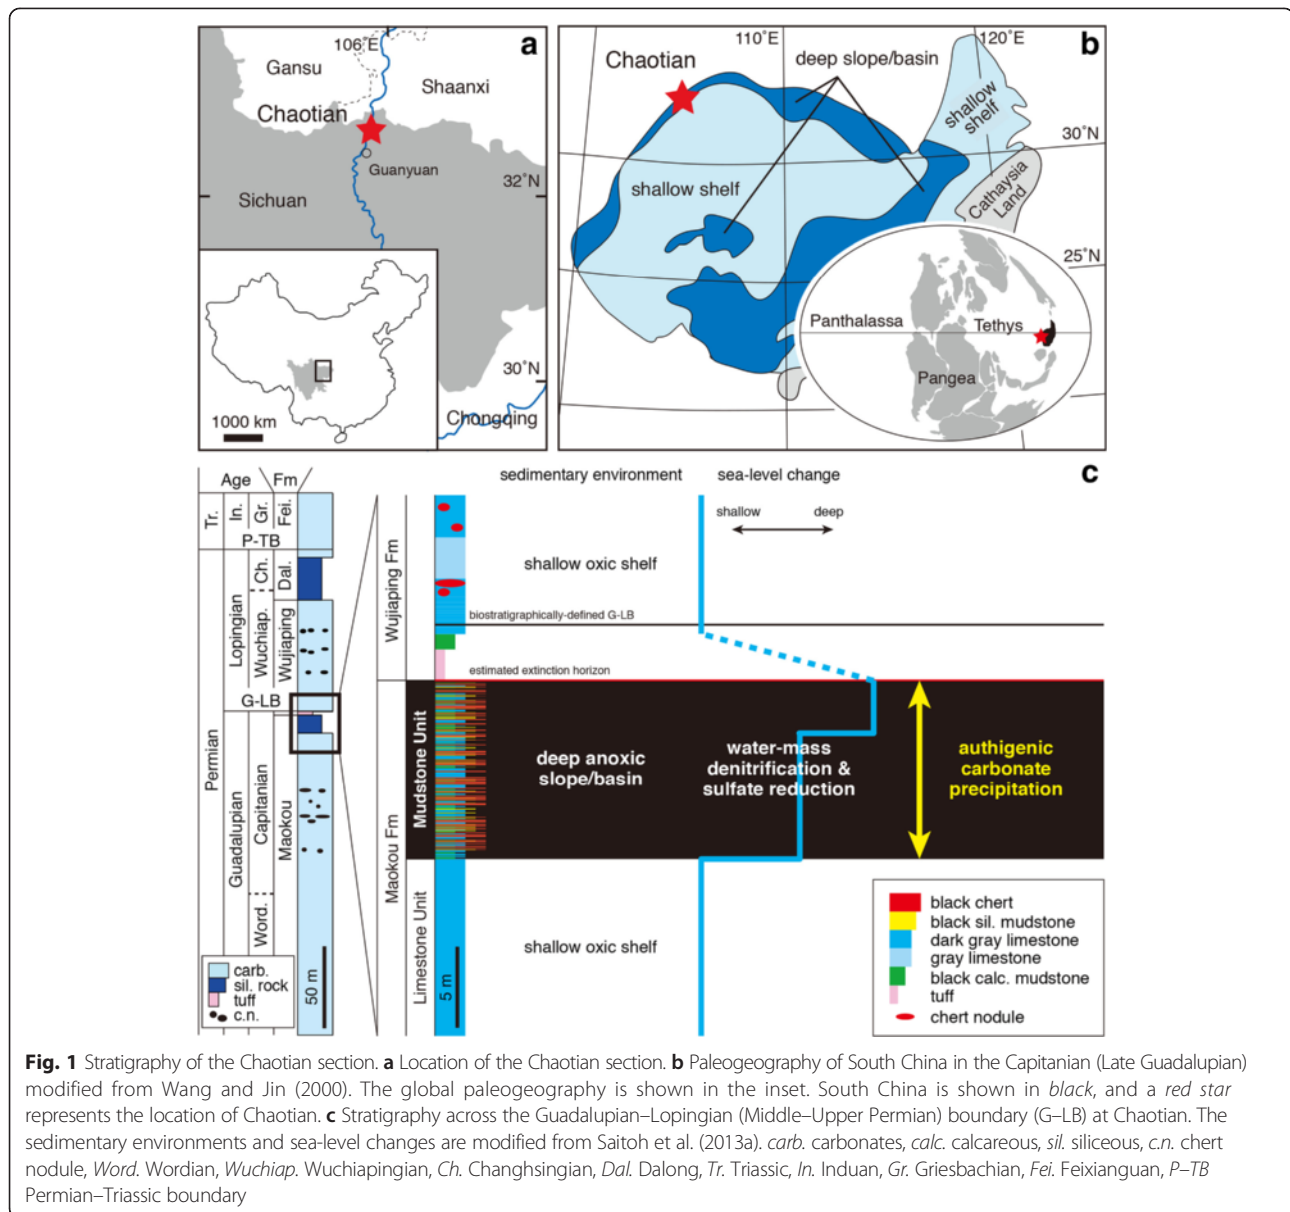 a
106°E
Gansu
Shaanxi
Chaotian
Guanyuan
32°N
Sichuan
30°N
Chongqing
1000 km
b
110°E
120°E
Chaotian
deep slope/basin
shallow
shelf
30°N
shallow shelf
Cathaysia
Land
25°N
Panthalassa
Tethys
Pangea
c
sedimentary environment
sea-level change
Age
Fm
shallow
deep
Tr.
In.
Gr.
Fei.
P-TB
Permian
Lopingian
Ch.
Dal.
Wuchiap.
Wujiaping
G-LB
Guadalupian
Capitanian
Maokou
Word.
carb.
sil. rock
tuff
c.n.
50 m
Wujiaping Fm
shallow oxic shelf
biostratigraphically-defined G-LB
estimated extinction horizon
Maokou Fm
Mudstone Unit
deep anoxic
slope/basin
water-mass
denitrification &
sulfate reduction
authigenic
carbonate
precipitation
Limestone Unit
5 m
shallow oxic shelf
black chert
black sil. mudstone
dark gray limestone
gray limestone
black calc. mudstone
tuff
chert nodule
Fig. 1 Stratigraphy of the Chaotian section. a Location of the Chaotian section. b Paleogeography of South China in the Capitanian (Late Guadalupian)
modified from Wang and Jin (2000). The global paleogeography is shown in the inset. South China is shown in black, and a red star
represents the location of Chaotian. c Stratigraphy across the Guadalupian–Lopingian (Middle–Upper Permian) boundary (G–LB) at Chaotian. The
sedimentary environments and sea-level changes are modified from Saitoh et al. (2013a). carb. carbonates, calc. calcareous, sil. siliceous, c.n. chert
nodule, Word. Wordian, Wuchiap. Wuchiapingian, Ch. Changhsingian, Dal. Dalong, Tr. Triassic, In. Induan, Gr. Griesbachian, Fei. Feixianguan, P–TB
Permian–Triassic boundary